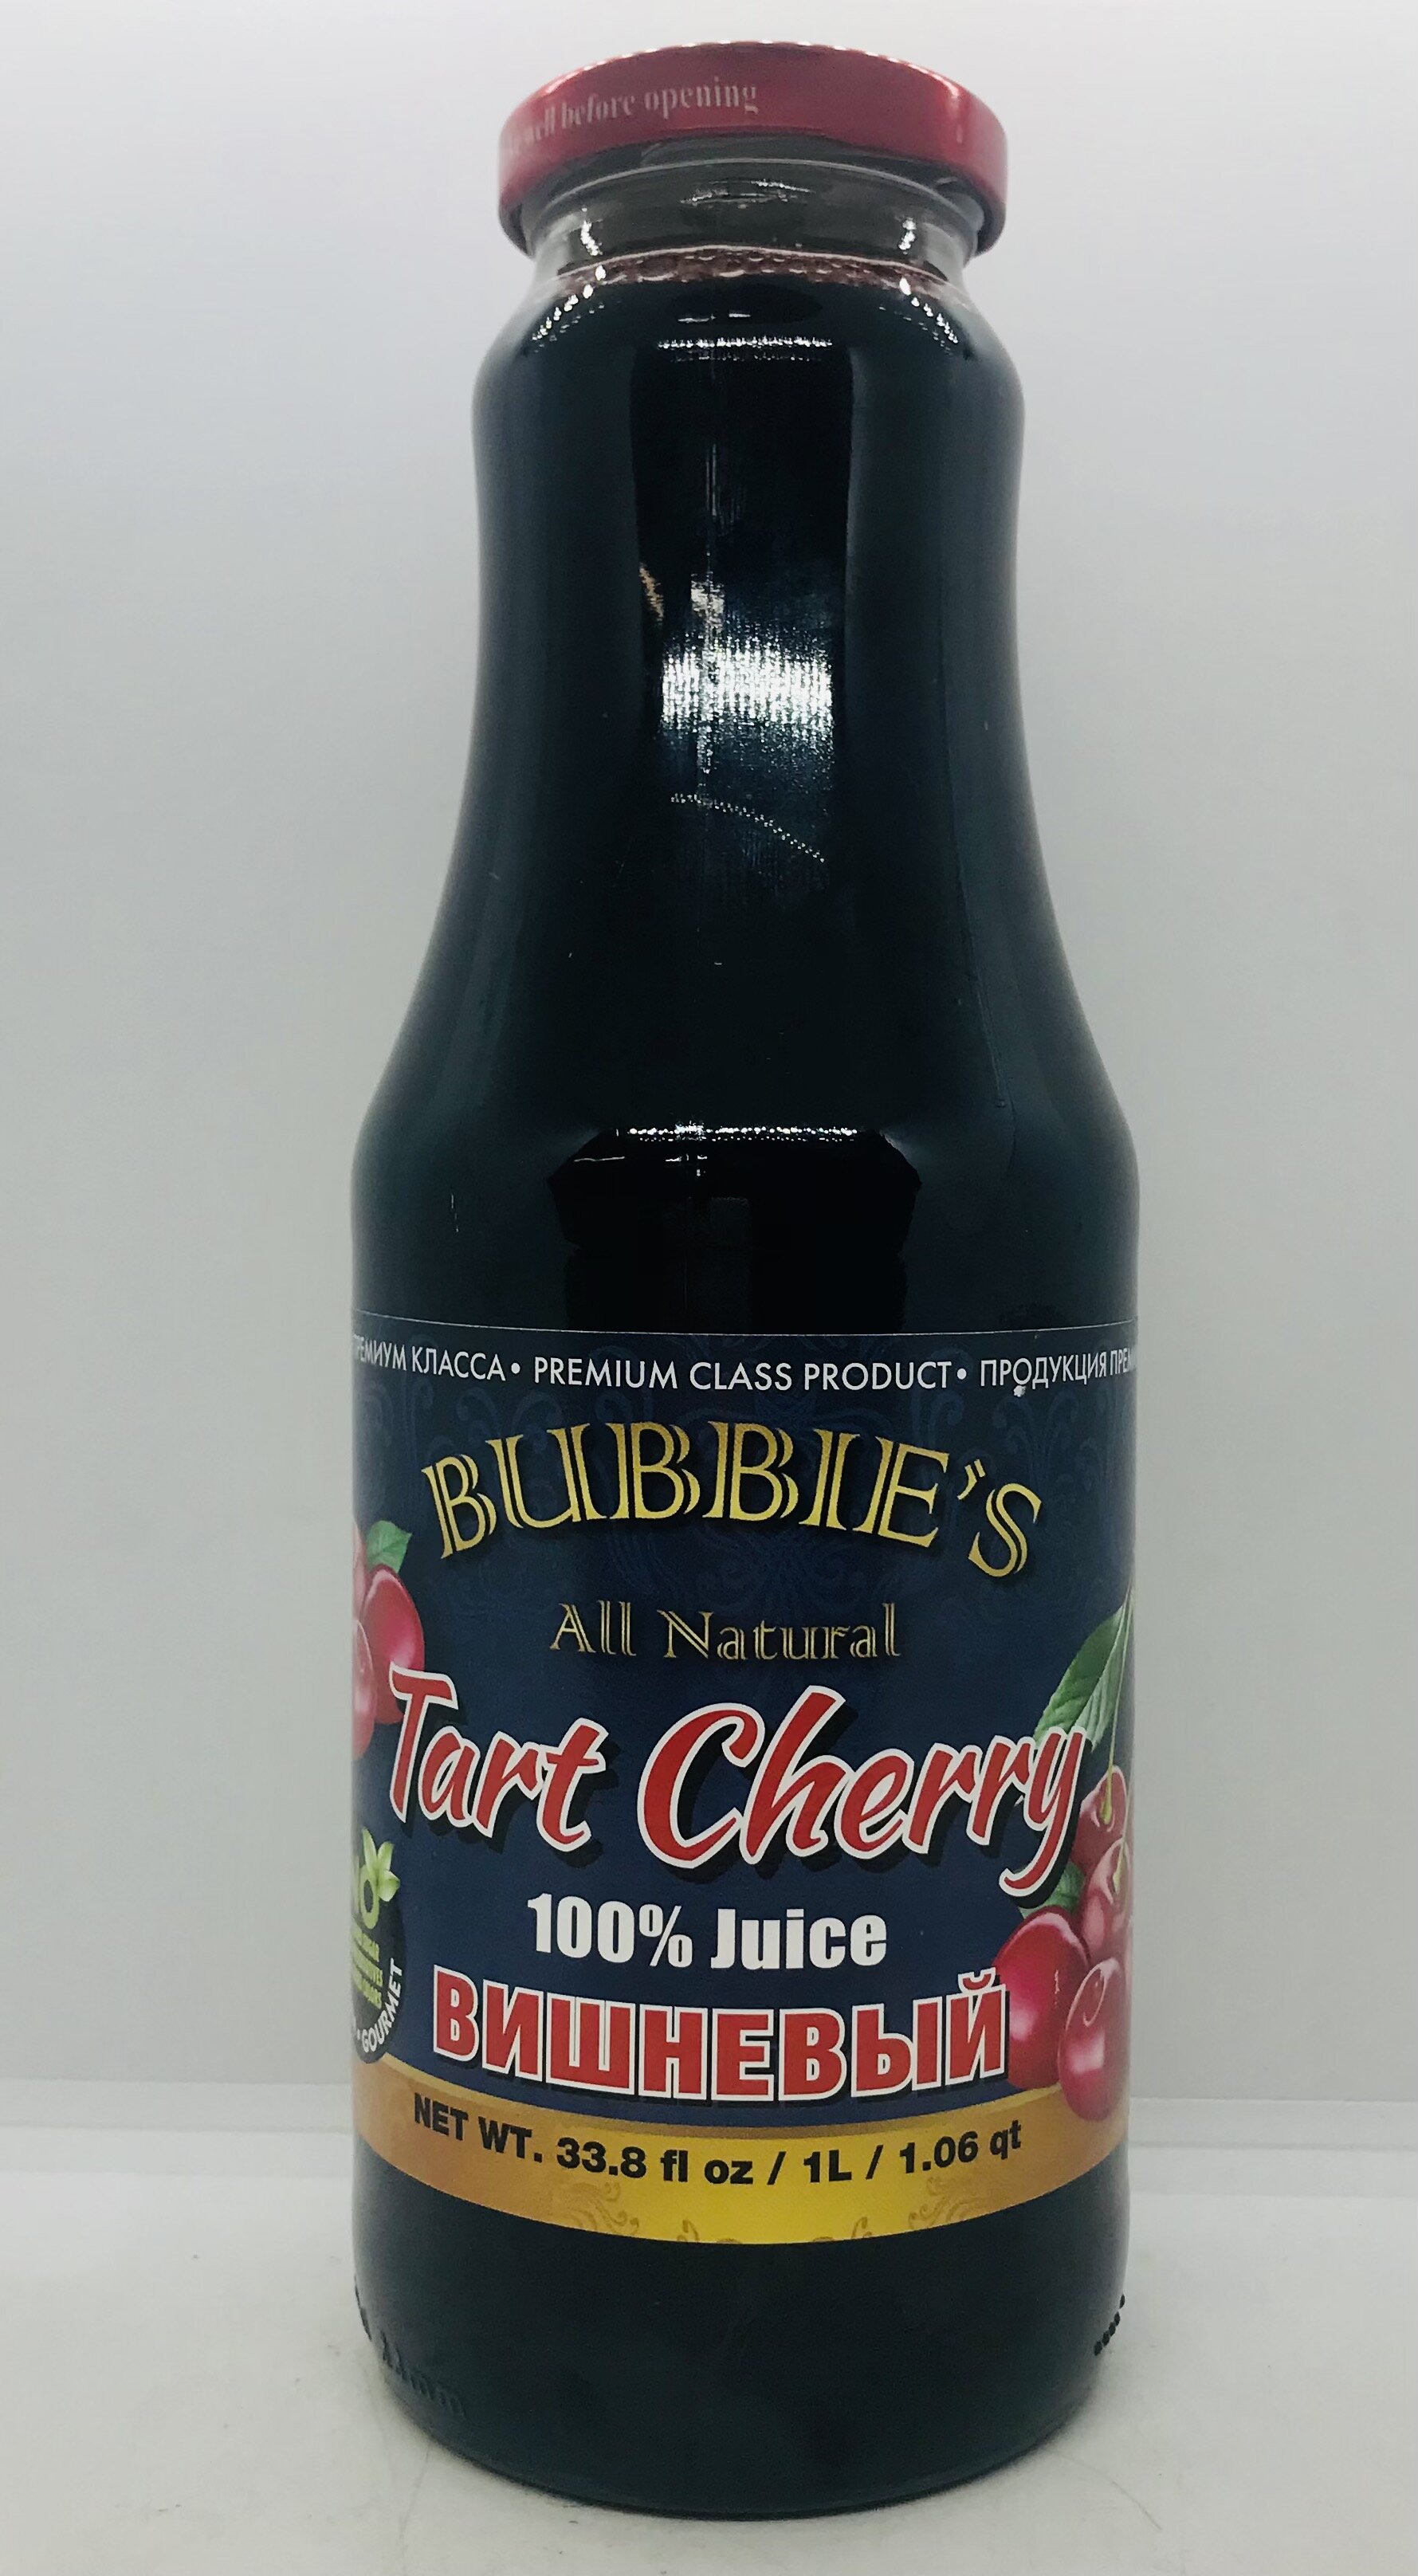 well before opening
КЛАССА • PREMIUM CLASS PRODUCT • ПРОДУКЦИЯ
BUBBIE'S
All Natural
Tart Cherry
100% Juice
ВИШНЕВЫЙ
GOURMET
NET WT. 33.8 fl oz / 1L / 1.06 qt